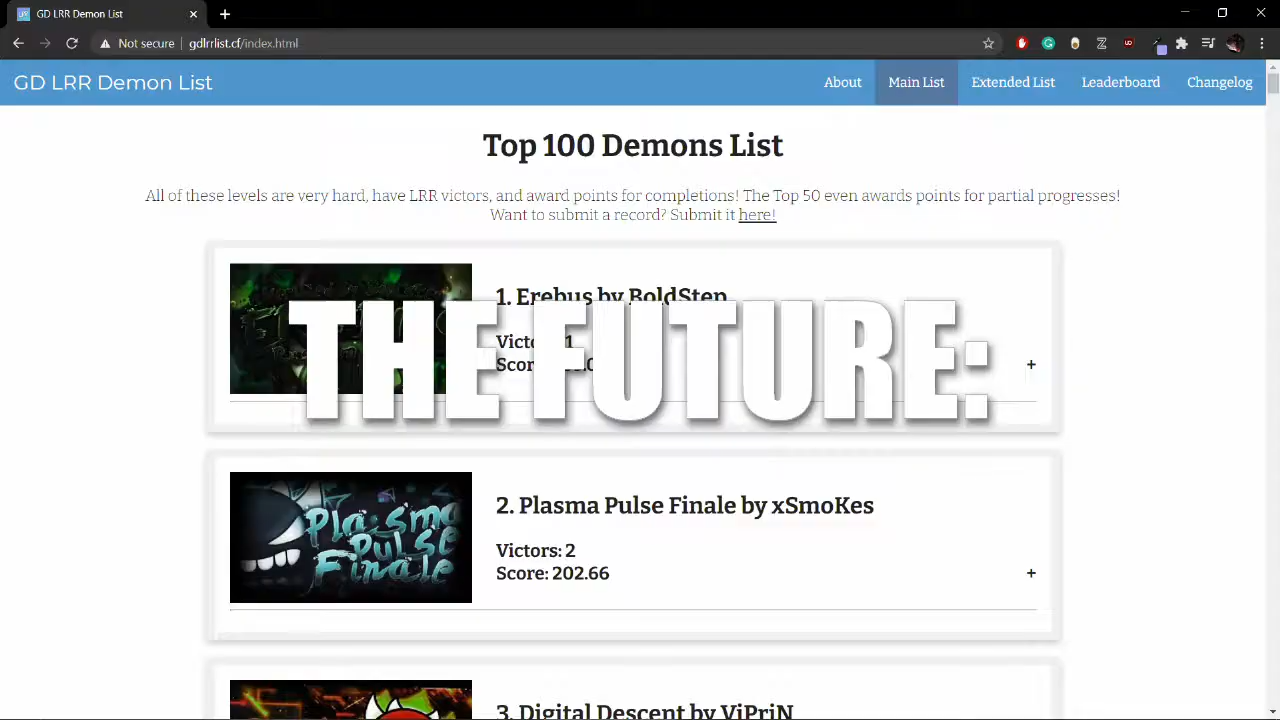 GD LRR Demon List
Not secure
gdlrrlist.cf/index.html
GD LRR Demon List
About
Main List
Extended List
Leaderboard
Changelog
Top 100 Demons List
All of these levels are very hard, have LRR victors, and award points for completions! The Top 50 even awards points for partial progresses!
Want to submit a record? Submit it here!
1. Erebus by BoldStep
THE FUTURE:
+
2. Plasma Pulse Finale by xSmoKes
Plasma
Pulse
Finale
Victors: 2
Score: 202.66
+
3. Digital Descent by ViPriN